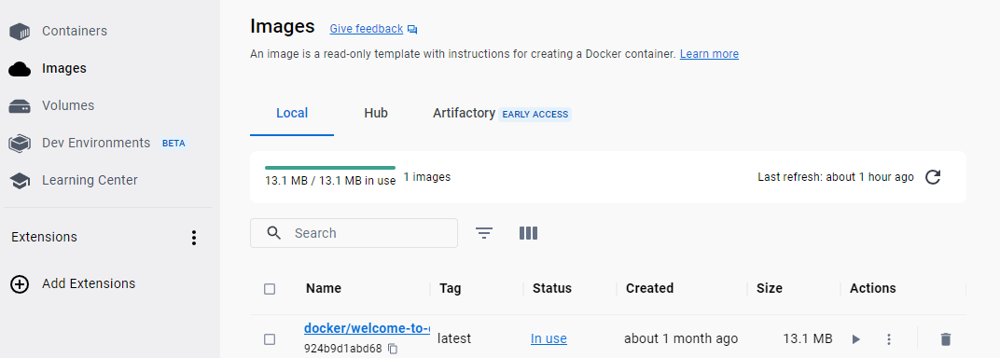 Containers
Images
Volumes
Dev Environments BETA
Learning Center
Extensions
Add Extensions
Images Give feedback
An image is a read-only template with instructions for creating a Docker container. Learn more
Local Hub Artifactory EARLY ACCESS
13.1 MB / 13.1 MB in use 1 images Last refresh: about 1 hour ago
Search
Name Tag Status Created Size Actions
docker/welcome-to- latest In use about 1 month ago 13.1 MB
924b9d1abd68